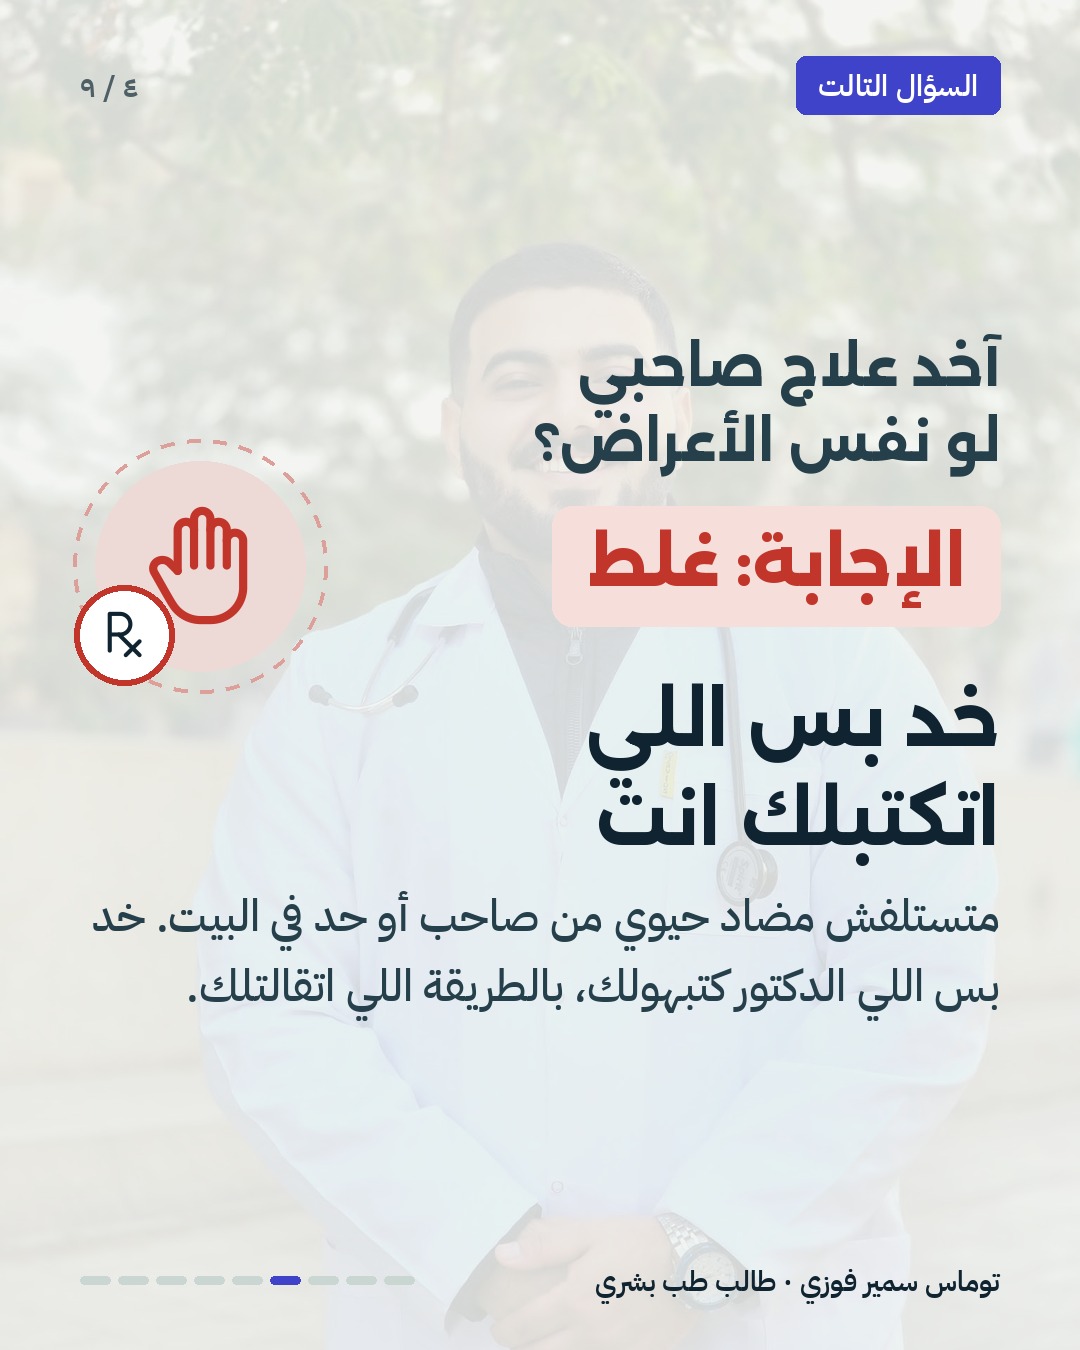 السؤال التالت
٤ / ٩
آخد علاج صاحبي
لو نفس الأعراض؟
الإجابة: غلط
Rx
خد بس اللي
اتكتبلك انت
متستلفش مضاد حيوي من صاحب أو حد في البيت. خد
بس اللي الدكتور كتبهولك، بالطريقة اللي اتقالتلك.
توماس سمير فوزي · طالب طب بشري